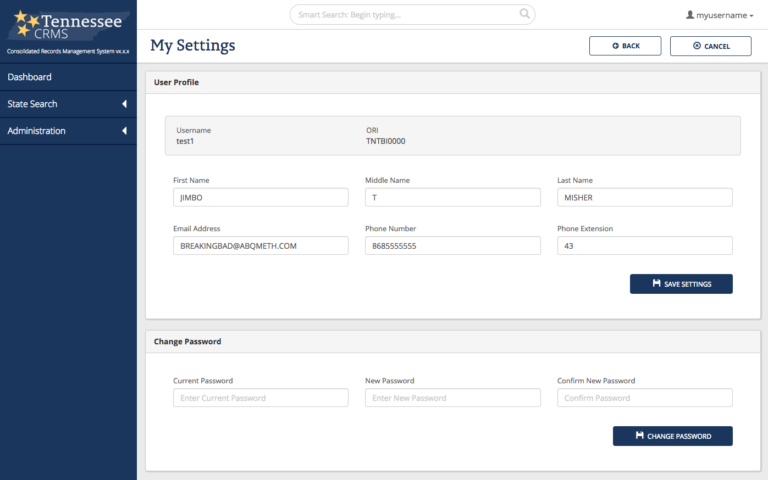 Tennessee
CRMS
Consolidated Records Management System vx.x.x
Smart Search: Begin typing...
myusername
My Settings
BACK
CANCEL
Dashboard
State Search
Administration
User Profile
Username
ORI
test1
TNTBI0000
First Name
Middle Name
Last Name
JIMBO
T
MISHER
Email Address
Phone Number
Phone Extension
BREAKINGBAD@ABQMETH.COM
8685555555
43
SAVE SETTINGS
Change Password
Current Password
New Password
Confirm New Password
Enter Current Password
Enter New Password
Confirm Password
CHANGE PASSWORD